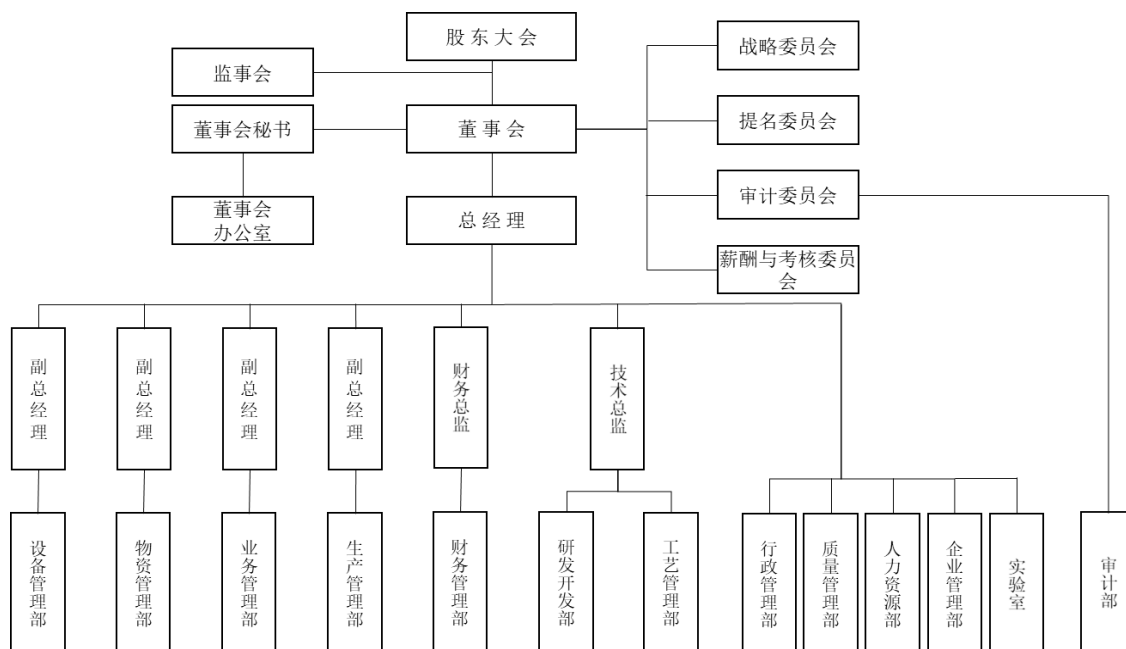 股东大会
战略委员会
监事会
提名委员会
董事会秘书
董事会
审计委员会
董事会
办公室
总经理
薪酬与考核委员
会
副总经理
副总经理
副总经理
副总经理
财务总监
技术总监
设备管理部
物资管理部
业务管理部
生产管理部
财务管理部
研发开发部
工艺管理部
行政管理部
质量管理部
人力资源部
企业管理部
实验室
审计部